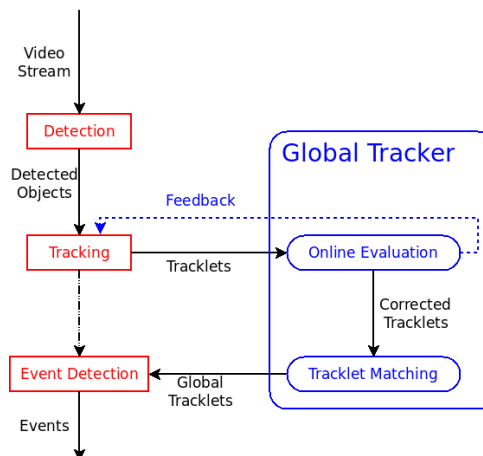 Video
Stream
Detection
Detected
Objects
Global Tracker
Feedback
Tracking
Tracklets
Online Evaluation
Corrected
Tracklets
Event Detection
Global
Tracklets
Tracklet Matching
Events